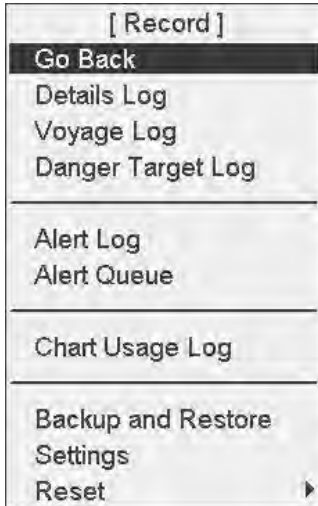 [ Record ]
Go Back
Details Log
Voyage Log
Danger Target Log
Alert Log
Alert Queue
Chart Usage Log
Backup and Restore
Settings
Reset